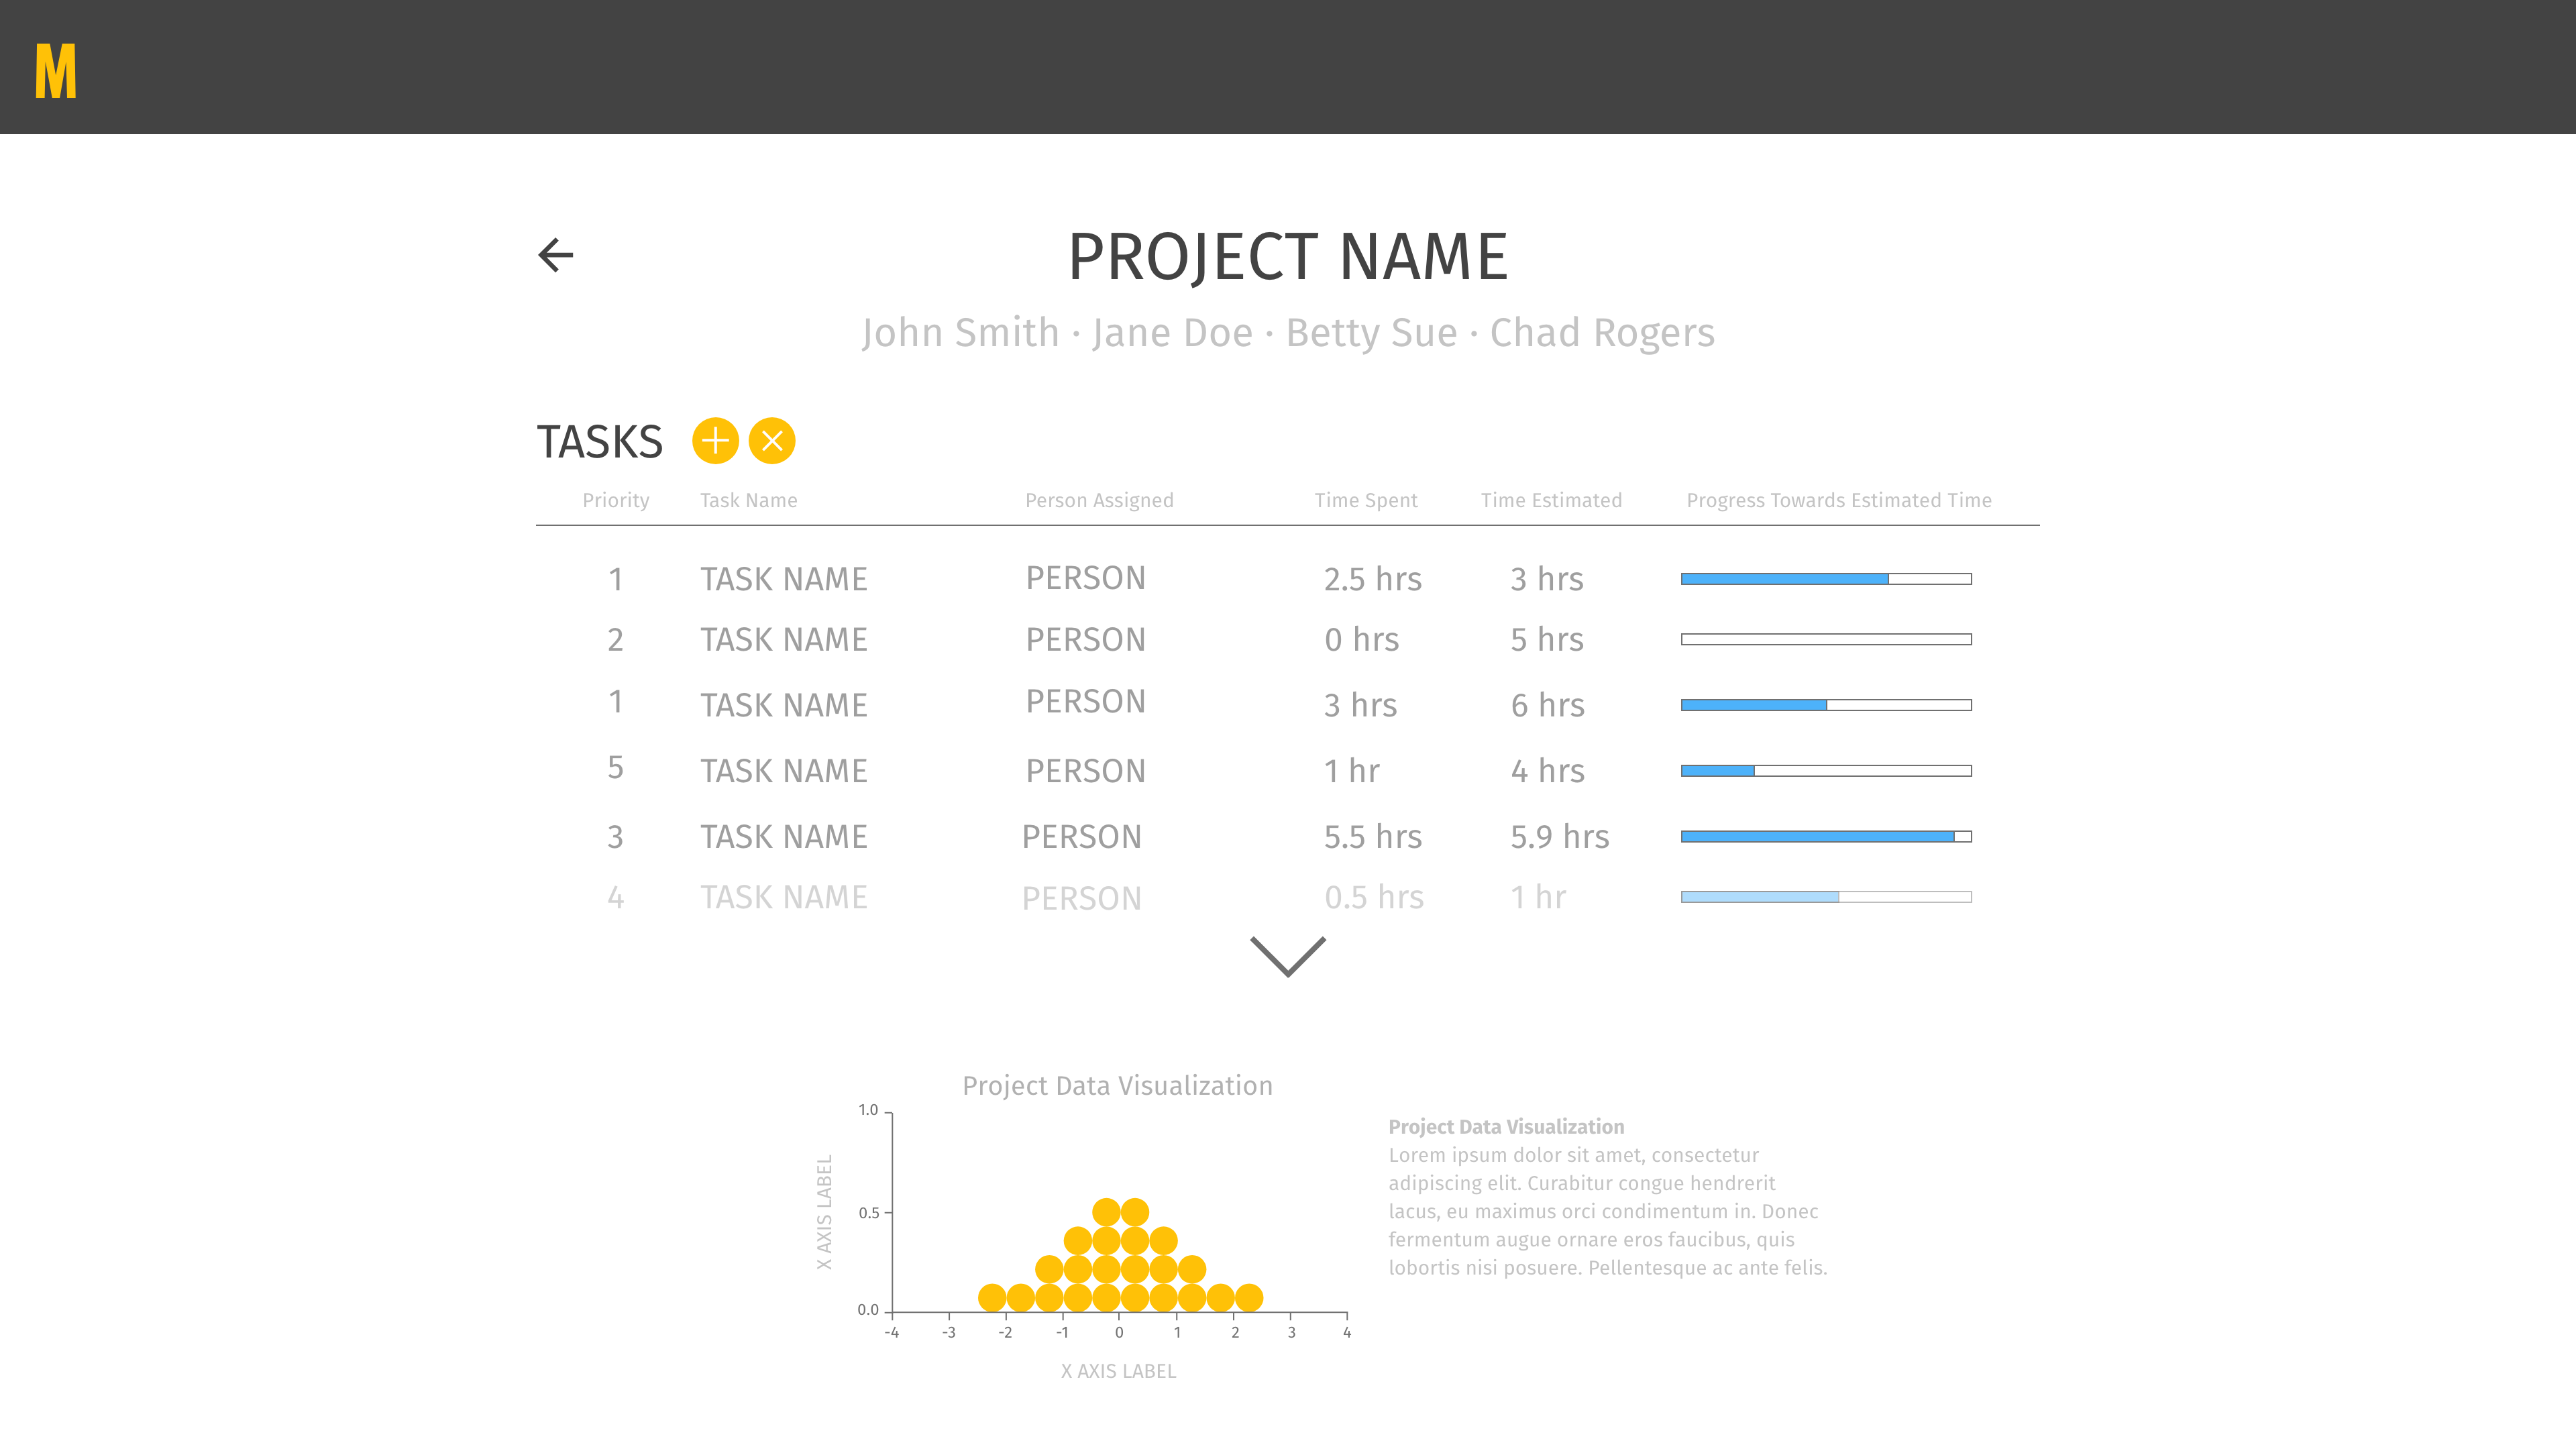 M
PROJECT NAME
John Smith · Jane Doe · Betty Sue · Chad Rogers
TASKS
Priority Task Name Person Assigned Time Spent Time Estimated Progress Towards Estimated Time
1 TASK NAME PERSON 2.5 hrs 3 hrs
2 TASK NAME PERSON 0 hrs 5 hrs
1 TASK NAME PERSON 3 hrs 6 hrs
5 TASK NAME PERSON 1 hr 4 hrs
3 TASK NAME PERSON 5.5 hrs 5.9 hrs
4 TASK NAME PERSON 0.5 hrs 1 hr
Project Data Visualization
1.0
0.5
0.0
X AXIS LABEL
-4 -3 -2 -1 0 1 2 3 4
X AXIS LABEL
Project Data Visualization
Lorem ipsum dolor sit amet, consectetur
adipiscing elit. Curabitur congue hendrerit
lacus, eu maximus orci condimentum in. Donec
fermentum augue ornare eros faucibus, quis
lobortis nisi posuere. Pellentesque ac ante felis.